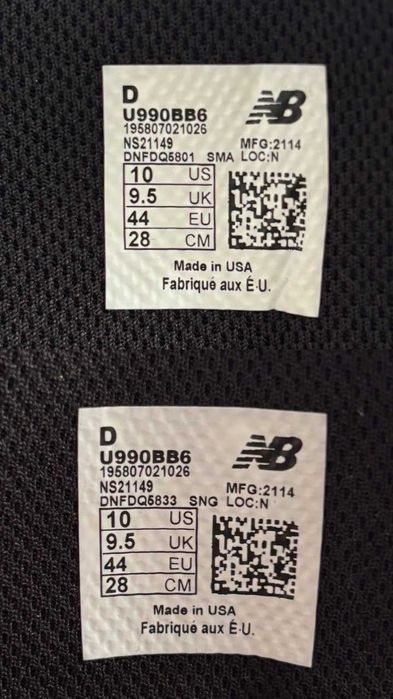 D
U990BB6
NB
195807021026
NS21149 MFG:2114
DNFDQ5801 SMA LOC:N
10 US
9.5 UK
44 EU
28 CM
Made in USA
Fabriqué aux É-U.
D
U990BB6
NB
195807021026
NS21149 MFG:2114
DNFDQ5833 SNG LOC:N
10 US
9.5 UK
44 EU
28 CM
Made in USA
Fabriqué aux É-U.